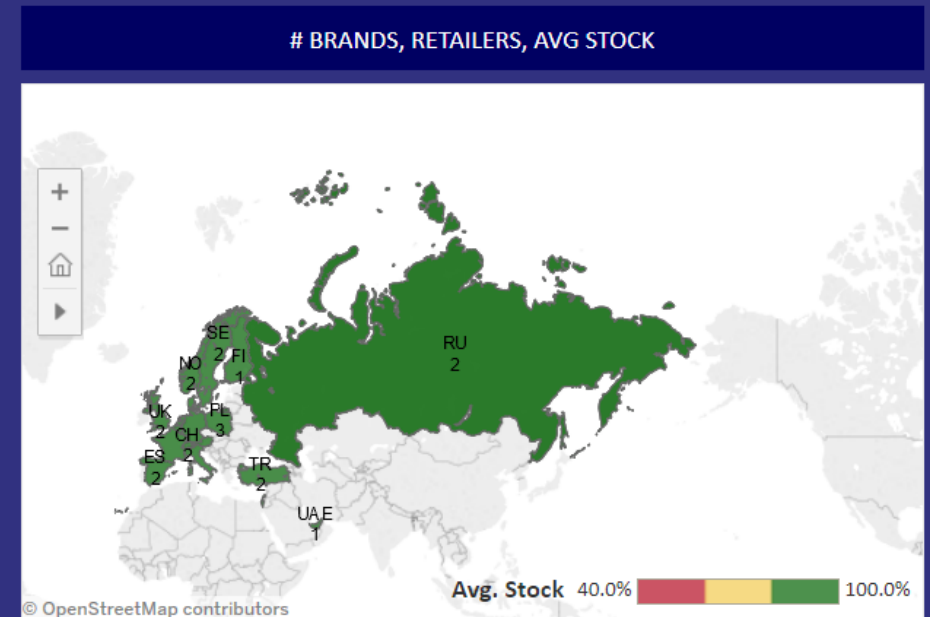 # BRANDS, RETAILERS, AVG STOCK
SE
2
FI
1
NO
2
RU
2
UK
2
PL
3
CH
2
ES
2
TR
2
UAE
1
Avg. Stock 40.0% 100.0%
© OpenStreetMap contributors